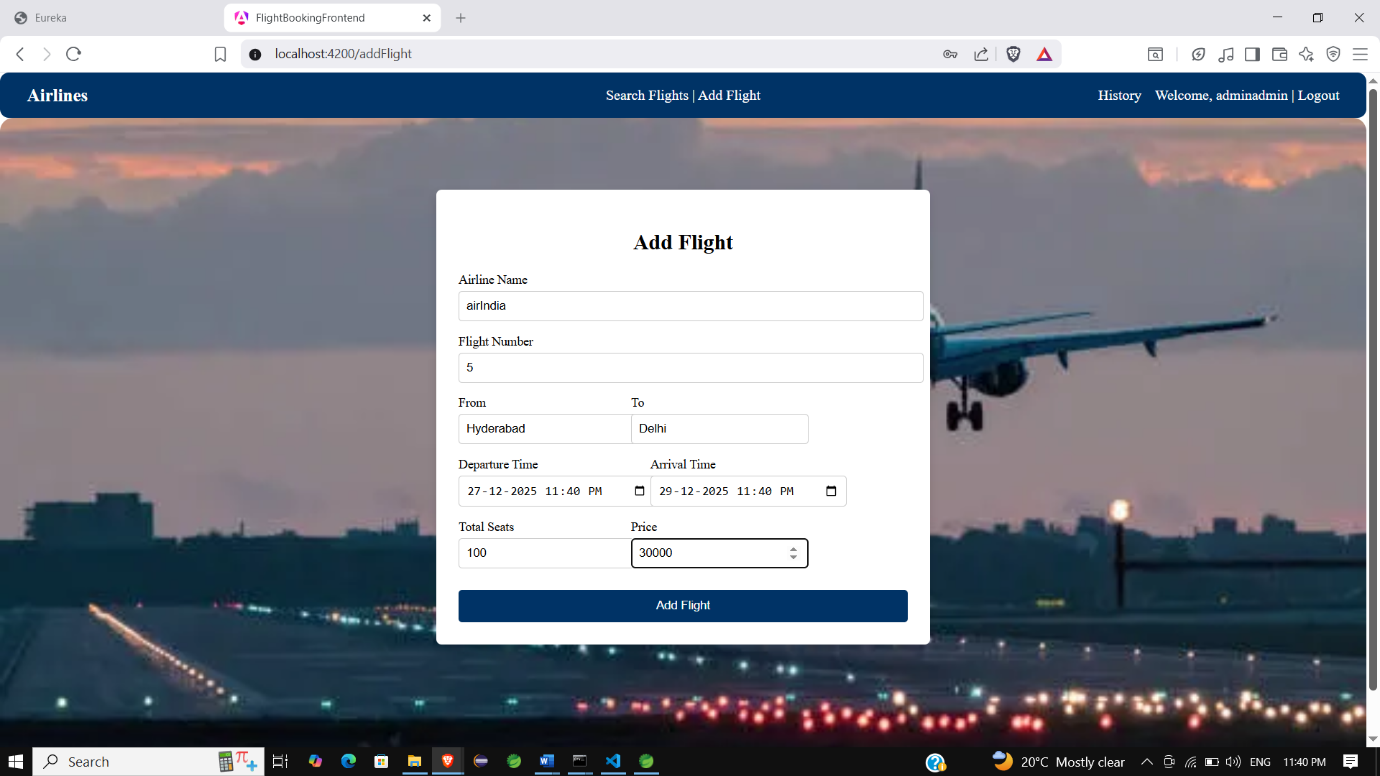 Eureka
FlightBookingFrontend
localhost:4200/addFlight
Airlines
Search Flights | Add Flight
History Welcome, adminadmin | Logout
Add Flight
Airline Name
airIndia
Flight Number
5
From To
Hyderabad Delhi
Departure Time Arrival Time
27-12-2025 11:40 PM 29-12-2025 11:40 PM
Total Seats Price
100 30000
Add Flight
Search 20°C Mostly clear ENG 11:40 PM